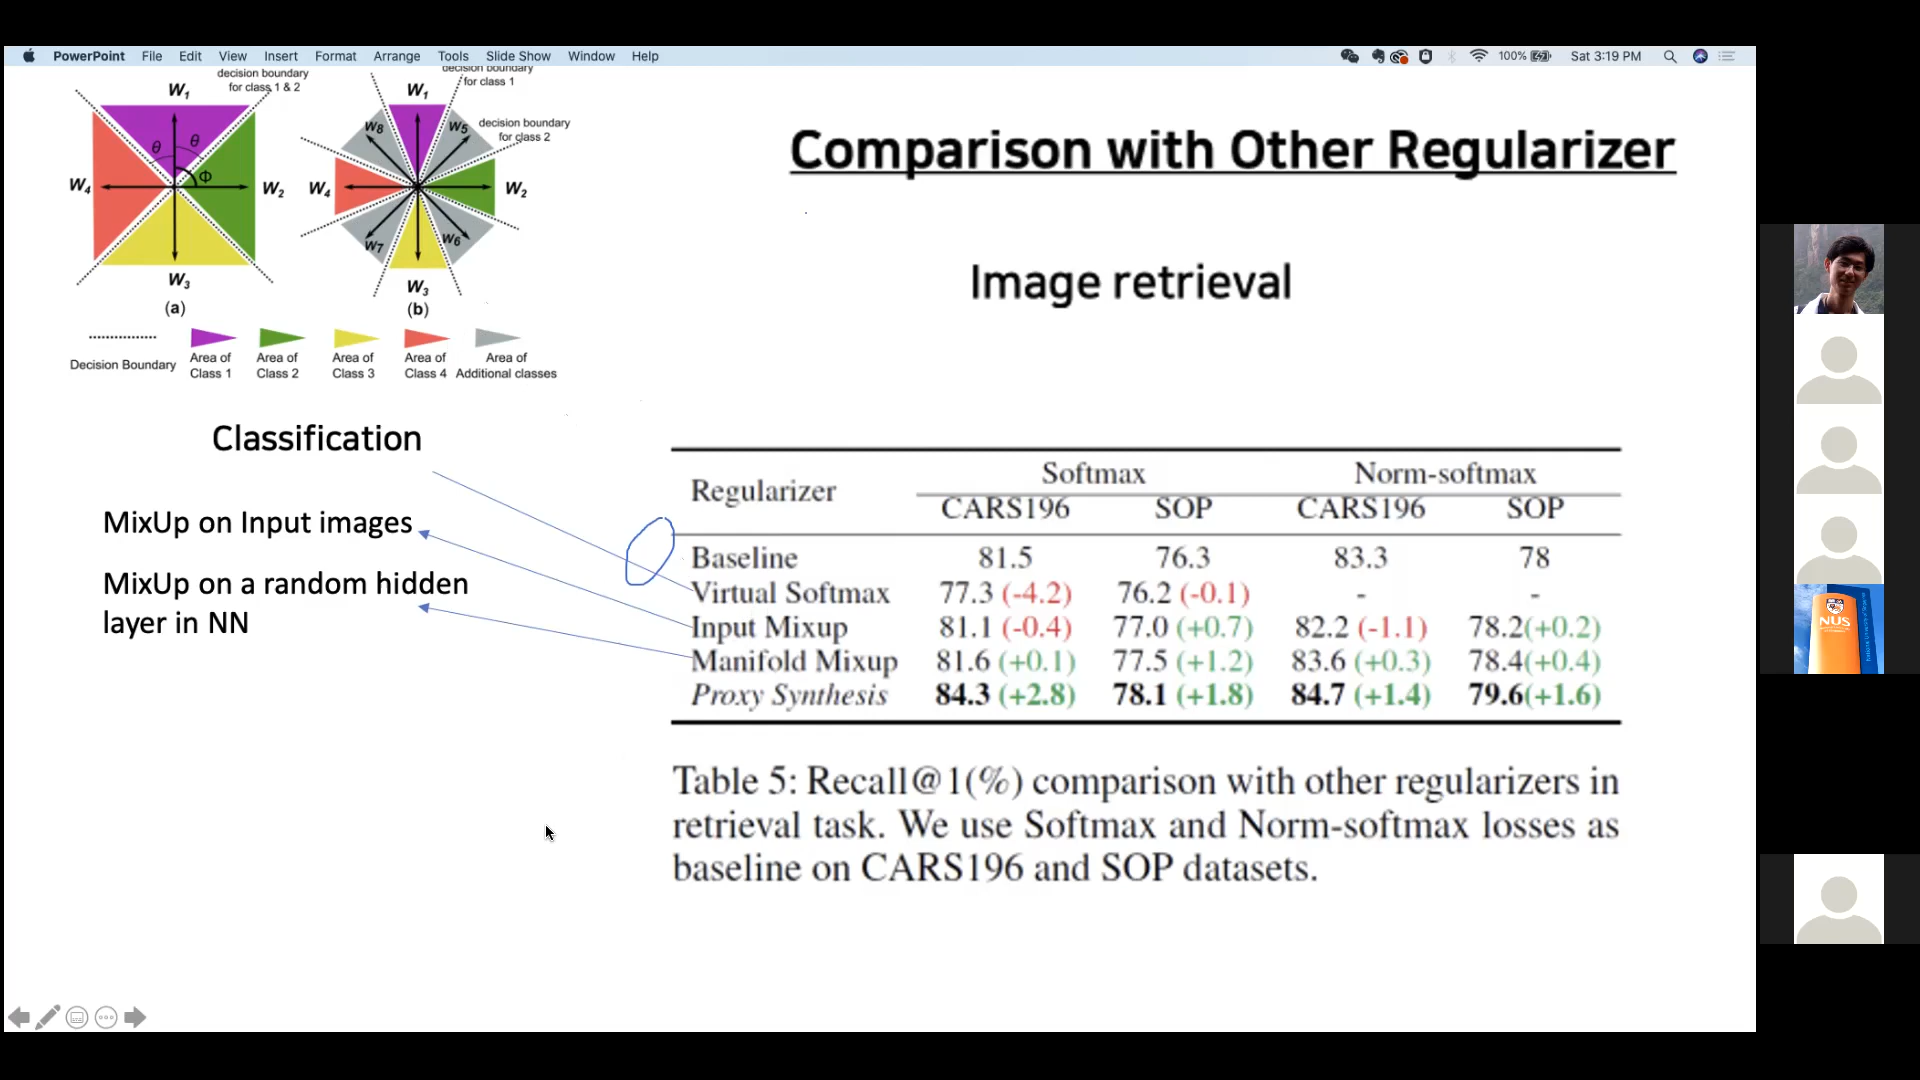 PowerPoint File Edit View Insert Format Arrange Tools Slide Show Window Help 100% Sat 3:19 PM
decision boundary
for class 1 & 2
W1
θ θ
Φ
W4 W2
W3
(a)
decision boundary
for class 1
W1
W8 W5 decision boundary
for class 2
W4 W2
W7 W6
W3
(b)
Decision Boundary
Area of
Class 1
Area of
Class 2
Area of
Class 3
Area of
Class 4
Area of
Additional classes
Comparison with Other Regularizer
Image retrieval
Classification
MixUp on Input images
MixUp on a random hidden
layer in NN
Regularizer Softmax Norm-softmax
CARS196 SOP CARS196 SOP
Baseline 81.5 76.3 83.3 78
Virtual Softmax 77.3 (-4.2) 76.2 (-0.1) - -
Input Mixup 81.1 (-0.4) 77.0 (+0.7) 82.2 (-1.1) 78.2(+0.2)
Manifold Mixup 81.6 (+0.1) 77.5 (+1.2) 83.6 (+0.3) 78.4(+0.4)
Proxy Synthesis 84.3 (+2.8) 78.1 (+1.8) 84.7 (+1.4) 79.6(+1.6)
Table 5: Recall@1(%) comparison with other regularizers in
retrieval task. We use Softmax and Norm-softmax losses as
baseline on CARS196 and SOP datasets.
NUS